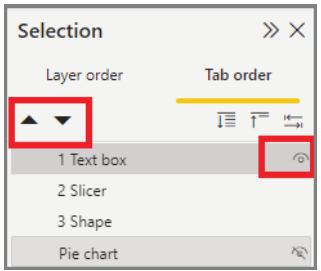 Selection
Layer order Tab order
1 Text box
2 Slicer
3 Shape
Pie chart